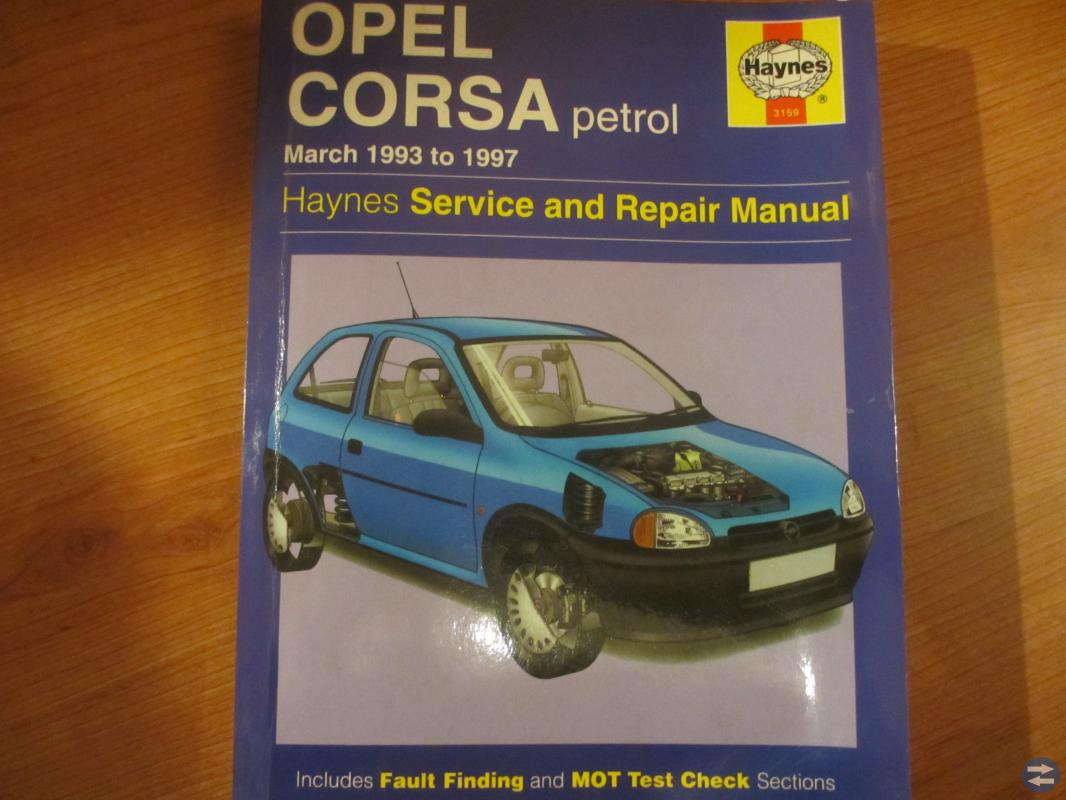 OPEL
CORSA petrol
March 1993 to 1997
Haynes
®
3159
Haynes Service and Repair Manual
Includes Fault Finding and MOT Test Check Sections